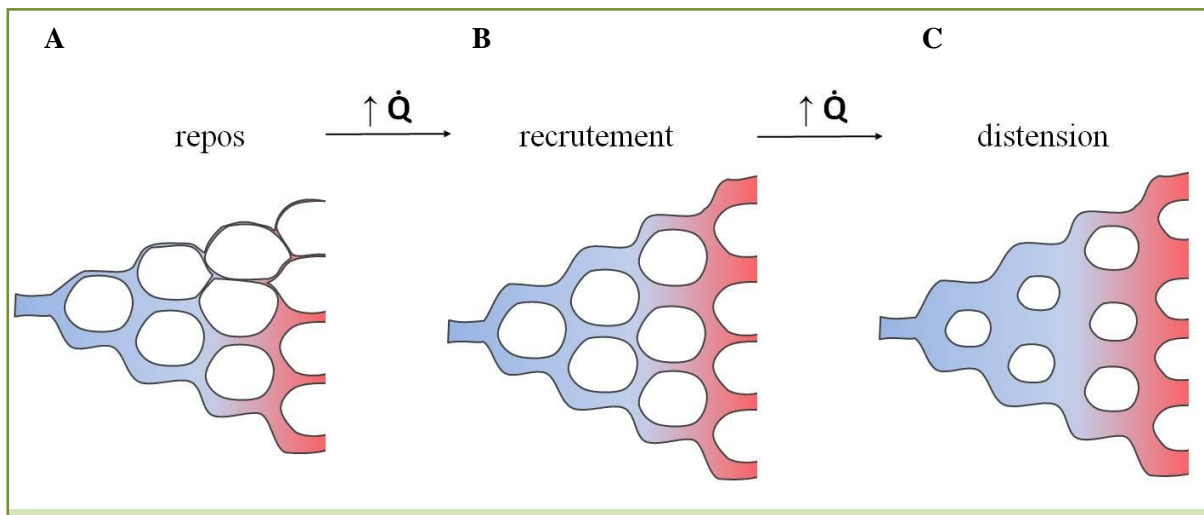 A
B
C
↑ Q̇
↑ Q̇
repos
recrutement
distension